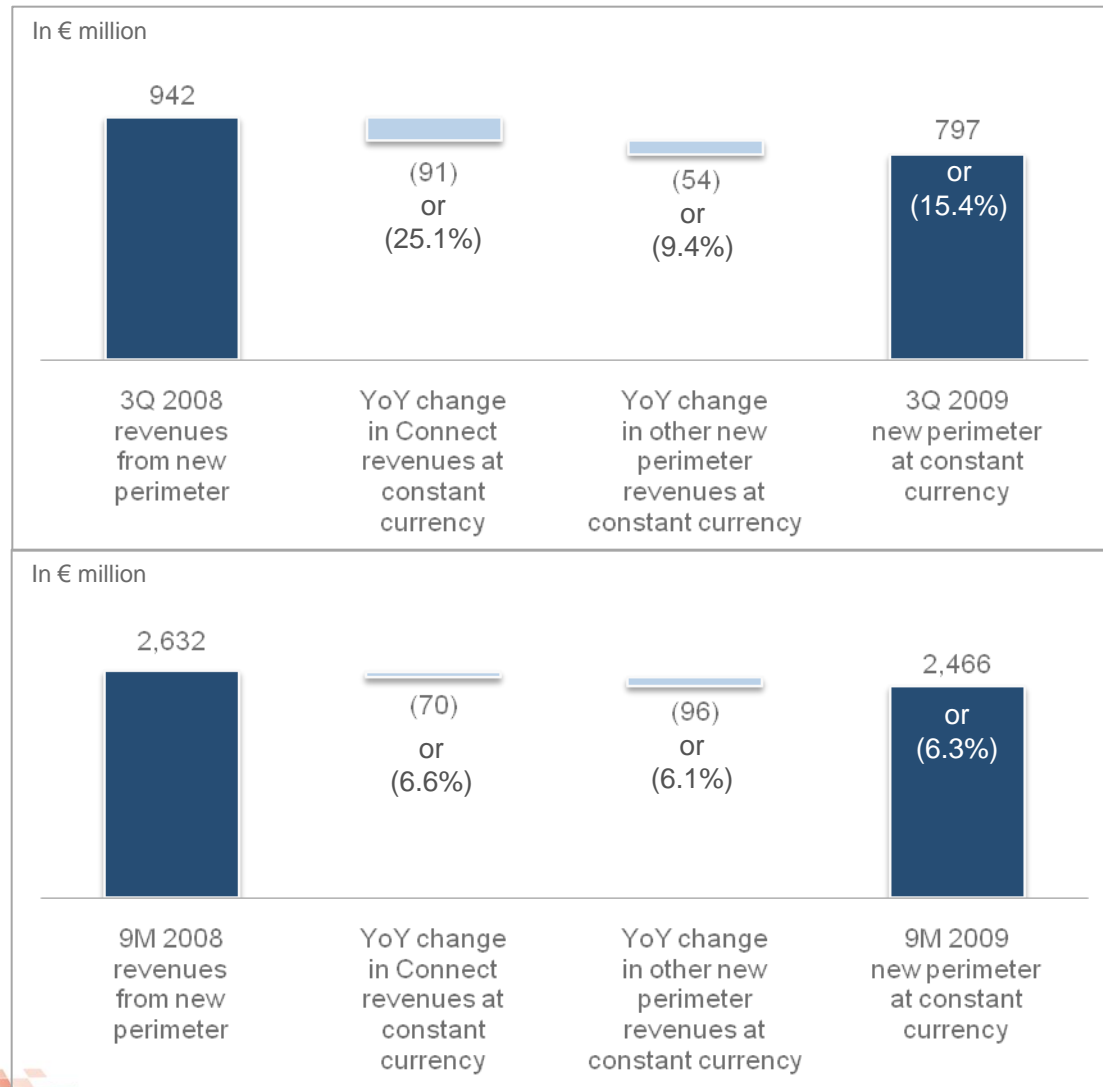 In € million
942
(91)
or
(25.1%)
(54)
or
(9.4%)
797
or
(15.4%)
3Q 2008
revenues
from new
perimeter
YoY change
in Connect
revenues at
constant
currency
YoY change
in other new
perimeter
revenues at
constant currency
3Q 2009
new perimeter
at constant
currency
In € million
2,632
(70)
or
(6.6%)
(96)
or
(6.1%)
2,466
or
(6.3%)
9M 2008
revenues
from new
perimeter
YoY change
in Connect
revenues at
constant
currency
YoY change
in other new
perimeter
revenues at
constant currency
9M 2009
new perimeter
at constant
currency